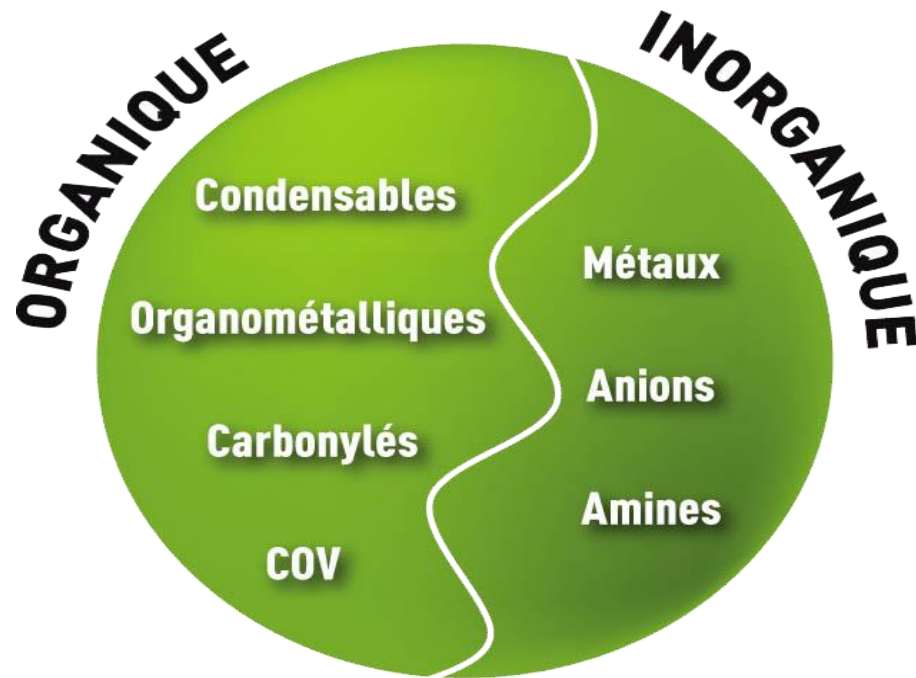 ORGANIQUE
Condensables
Organométalliques
Carbonylés
COV
INORGANIQUE
Métaux
Anions
Amines